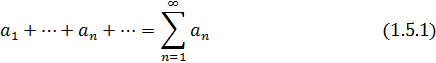 a₁ + ⋯ + aₙ + ⋯ = ∑_{n=1}^{∞} aₙ (1.5.1)